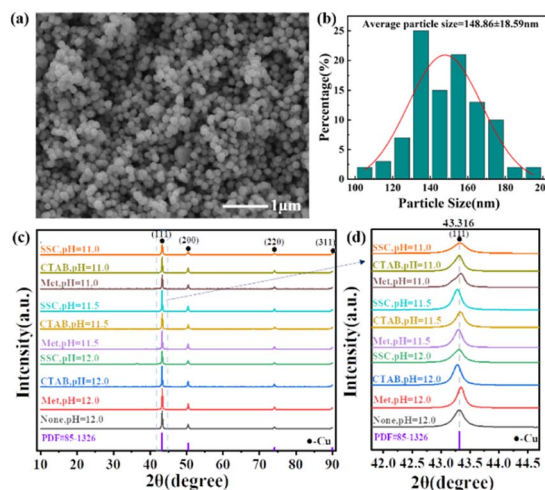 (a)
1μm
(b)
Average particle size=148.86±18.59nm
Percentage(%)
25
20
15
10
5
0
100 120 140 160 180 200
Particle Size(nm)
(c)
(111)
(200)
(220)
(311)
SSC,pH=11.0
CTAB,pH=11.0
Met,pH=11.0
SSC,pH=11.5
CTAB,pH=11.5
Met,pH=11.5
SSC,pH=12.0
CTAB,pH=12.0
Met,pH=12.0
None,pH=12.0
PDF#85-1326
●-Cu
Intensity(a.u.)
10 20 30 40 50 60 70 80 90
2θ(degree)
(d)
43.316
(111)
SSC,pH=11.0
CTAB,pH=11.0
Met,pH=11.0
SSC,pH=11.5
CTAB,pH=11.5
Met,pH=11.5
SSC,pH=12.0
CTAB,pH=12.0
Met,pH=12.0
None,pH=12.0
PDF#85-1326
●-Cu
Intensity(a.u.)
42.0 42.5 43.0 43.5 44.0 44.5
2θ(degree)